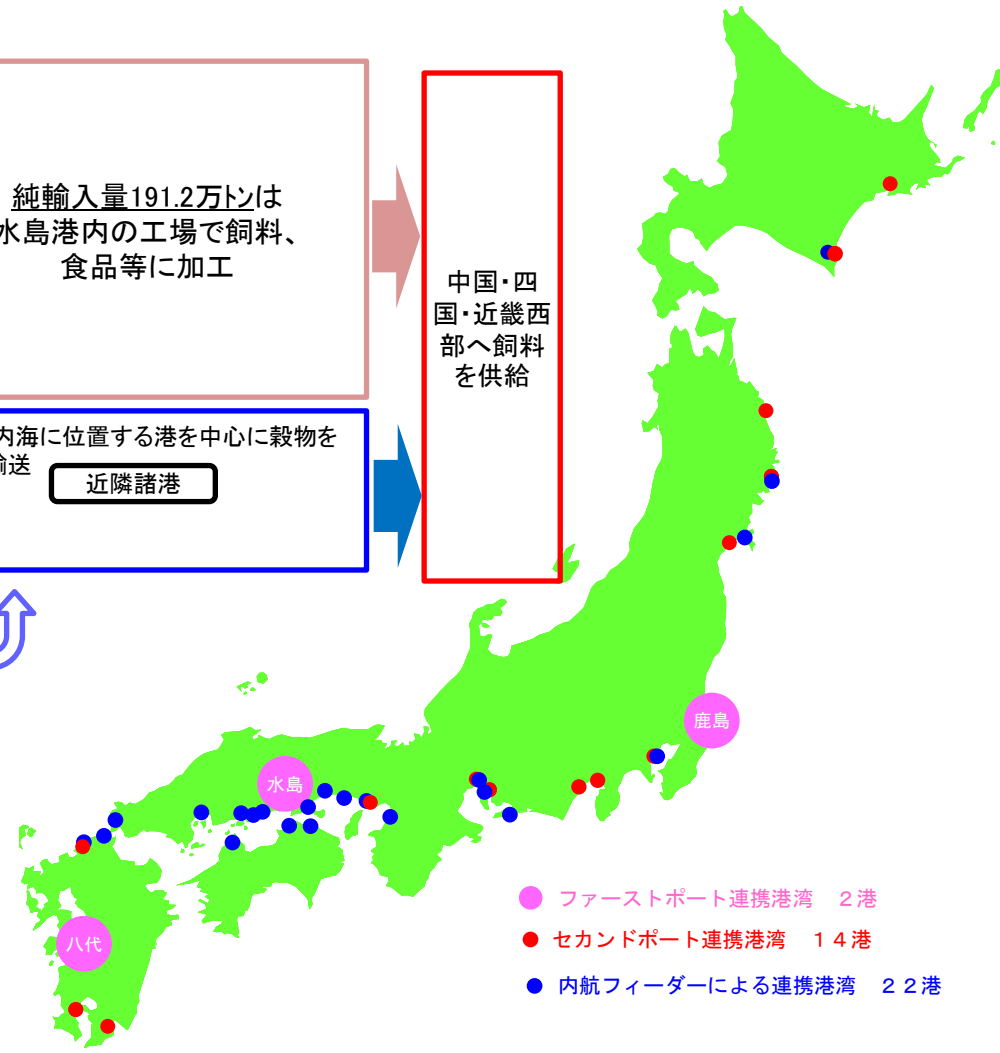 純輸入量191.2万トンは
水島港内の工場で飼料、
食品等に加工
中国・四
国・近畿西
部へ飼料
を供給
内海に位置する港を中心に穀物を
輸送
近隣諸港
鹿島
水島
八代
ファーストポート連携港湾　２港
セカンドポート連携港湾　１４港
内航フィーダーによる連携港湾　２２港